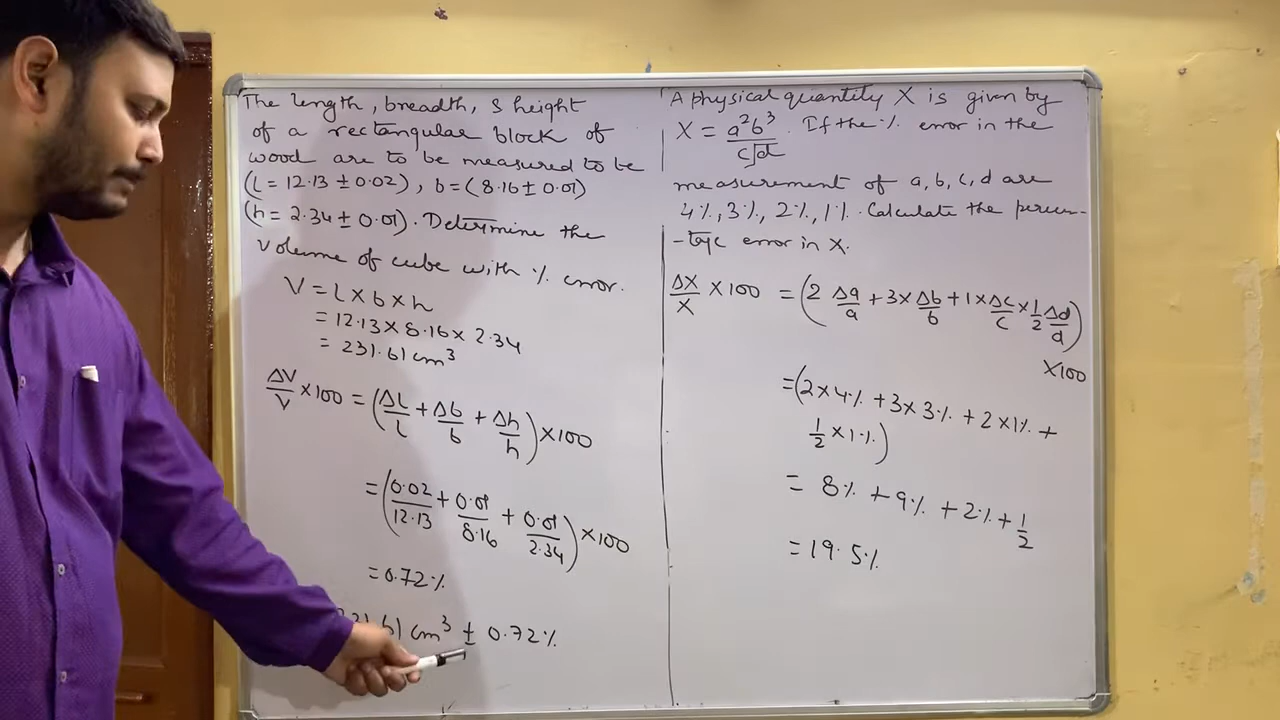 The length, breadth, & height
of a rectangular block of
wood are to be measured to be
(l = 12.13 ± 0.02), b = (8.16 ± 0.01)
(h = 2.34 ± 0.01). Determine the
volume of cube with % error.
V = l × b × h
= 12.13 × 8.16 × 2.34
= 231.61 cm³
ΔV/V × 100 = (Δl/l + Δb/b + Δh/h) × 100
= (0.02/12.13 + 0.01/8.16 + 0.01/2.34) × 100
= 0.72%
61 cm³ ± 0.72%
A physical quantity X is given by
X = a²b³/c√d. If the % error in the
measurement of a, b, c, d are
4%, 3%, 2%, 1%. Calculate the percen-
-tage error in X.
ΔX/X × 100 = (2 Δa/a + 3 × Δb/b + 1 × Δc/c × 1/2 Δd/d)
× 100
= (2 × 4% + 3 × 3% + 2 × 1% +
1/2 × 1%)
= 8% + 9% + 2% + 1/2
= 19.5%